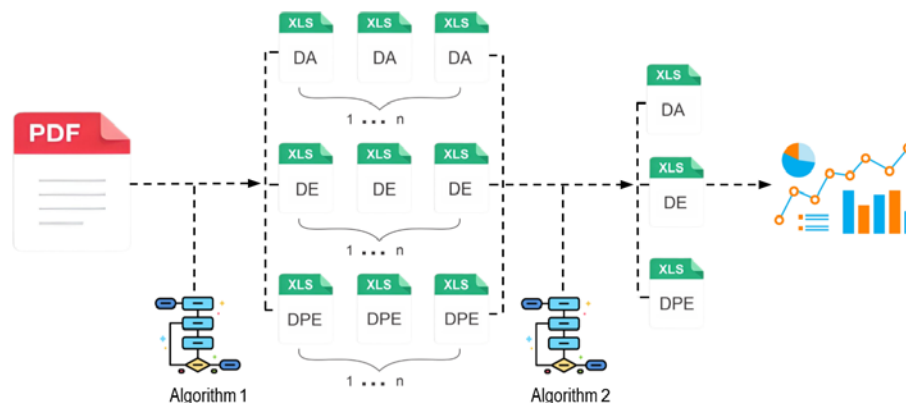 XLS XLS XLS
DA DA DA
1 ... n
XLS
DA
PDF
XLS XLS XLS
DE DE DE
1 ... n
XLS
DE
XLS XLS XLS
DPE DPE DPE
1 ... n
XLS
DPE
Algorithm 1
Algorithm 2